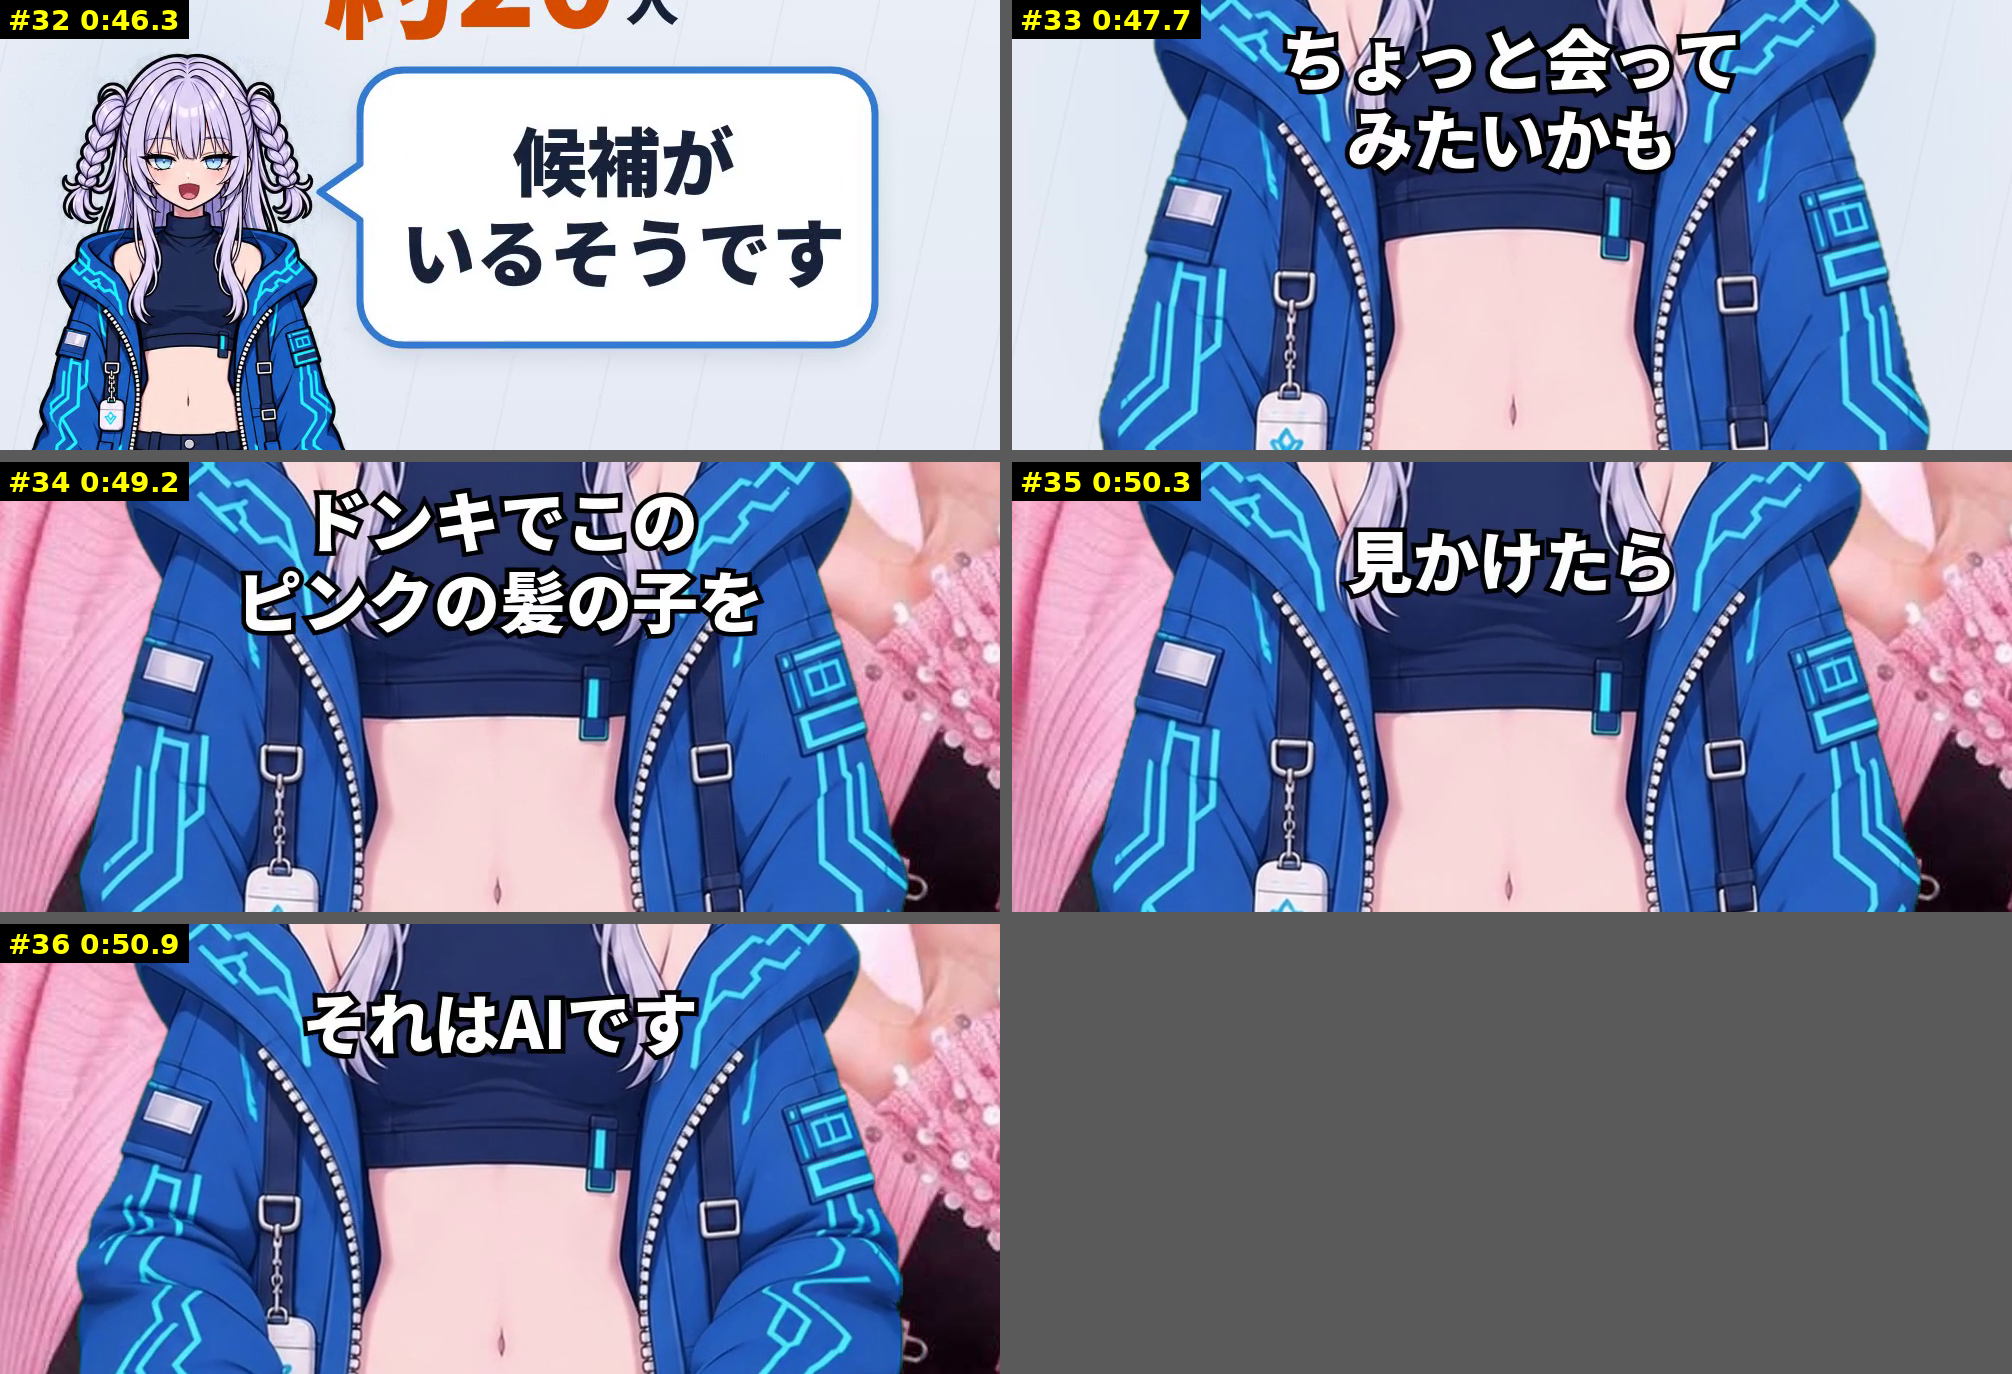 #32 0:46.3
約20人
候補が
いるそうです
#33 0:47.7
ちょっと会って
みたいかも
#34 0:49.2
ドンキでこの
ピンクの髪の子を
#35 0:50.3
見かけたら
#36 0:50.9
それはAIです